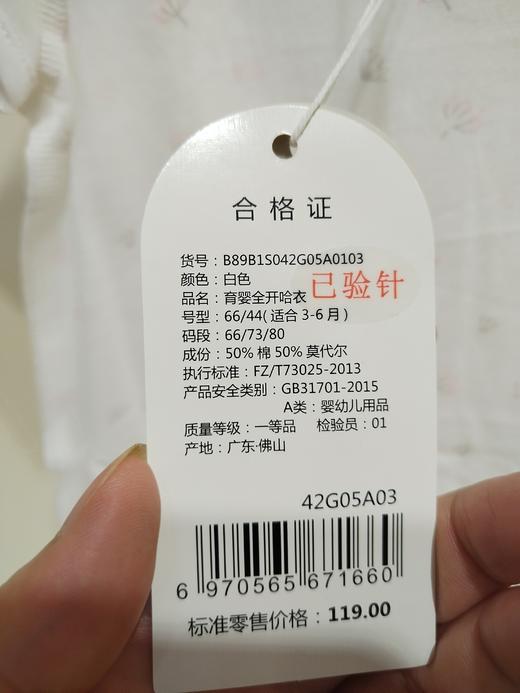 合格证
货号：B89B1S042G05A0103
颜色：白色
品名：育婴全开哈衣
已验针
号型：66/44(适合3-6月)
码段：66/73/80
成份：50% 棉 50% 莫代尔
执行标准：FZ/T73025-2013
产品安全类别：GB31701-2015
A类：婴幼儿用品
质量等级：一等品 检验员：01
产地：广东·佛山
42G05A03
6 970565 671660
标准零售价格：119.00